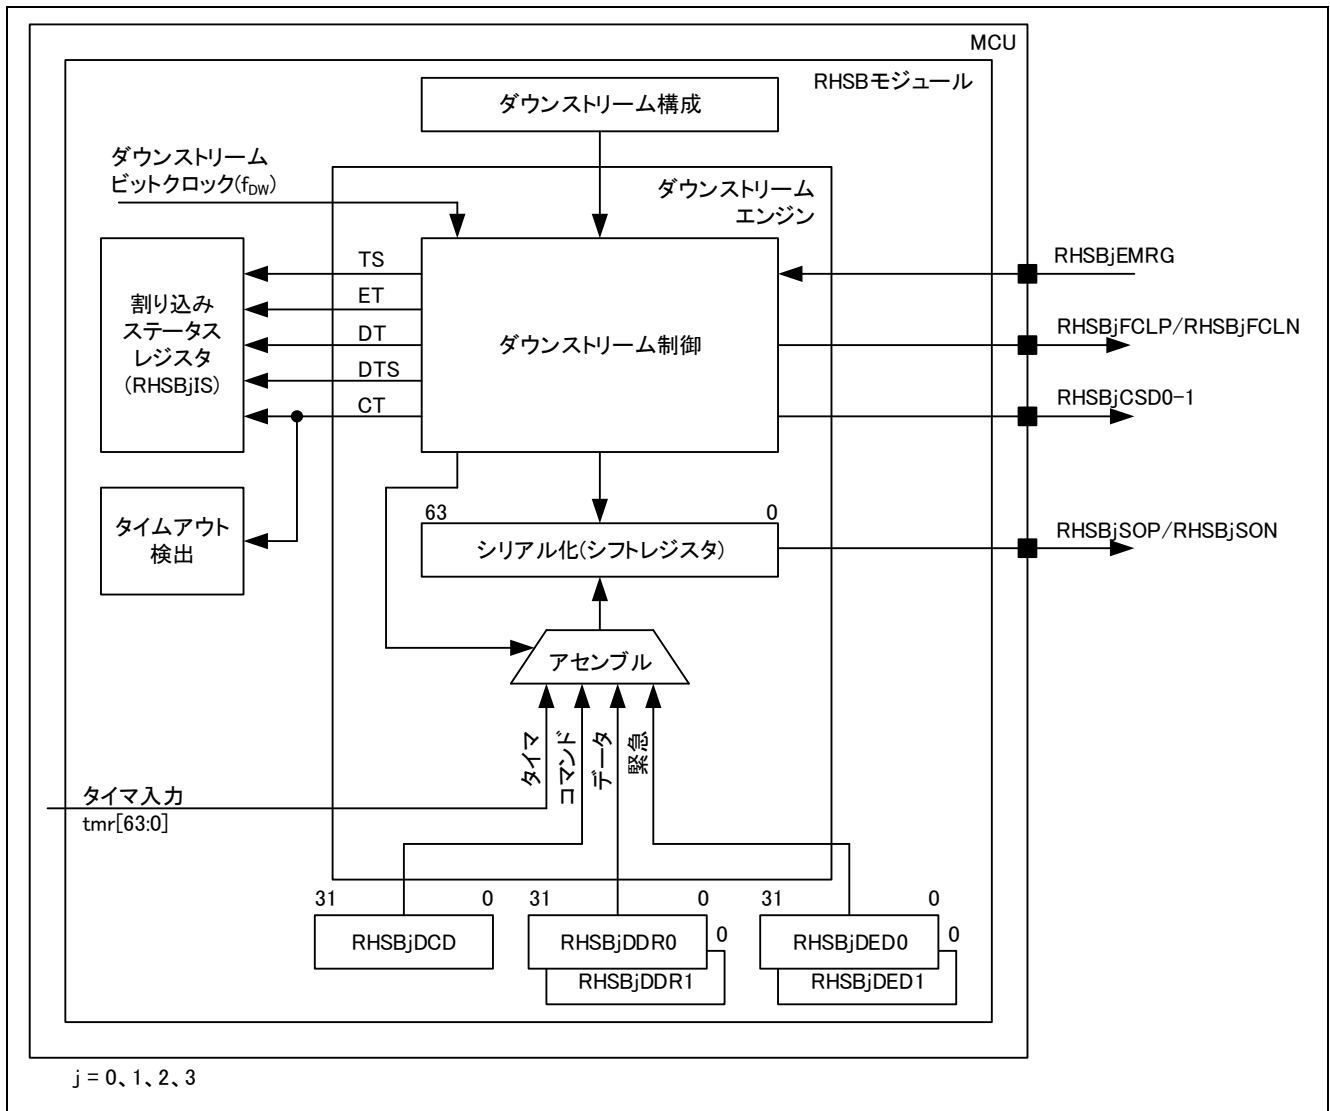 MCU
RHSBモジュール
ダウンストリーム構成
ダウンストリーム
ビットクロック(fDW)
ダウンストリーム
エンジン
割り込み
ステータス
レジスタ
(RHSBjIS)
TS
ET
DT
DTS
CT
ダウンストリーム制御
RHSBjEMRG
RHSBjFCLP/RHSBjFCLN
RHSBjCSD0-1
タイムアウト
検出
63
0
シリアル化(シフトレジスタ)
RHSBjSOP/RHSBjSON
アセンブル
タイマ
コマンド
データ
緊急
タイマ入力
tmr[63:0]
31
0
RHSBjDCD
31
0
RHSBjDDR0
0
RHSBjDDR1
31
0
RHSBjDED0
0
RHSBjDED1
j = 0、1、2、3